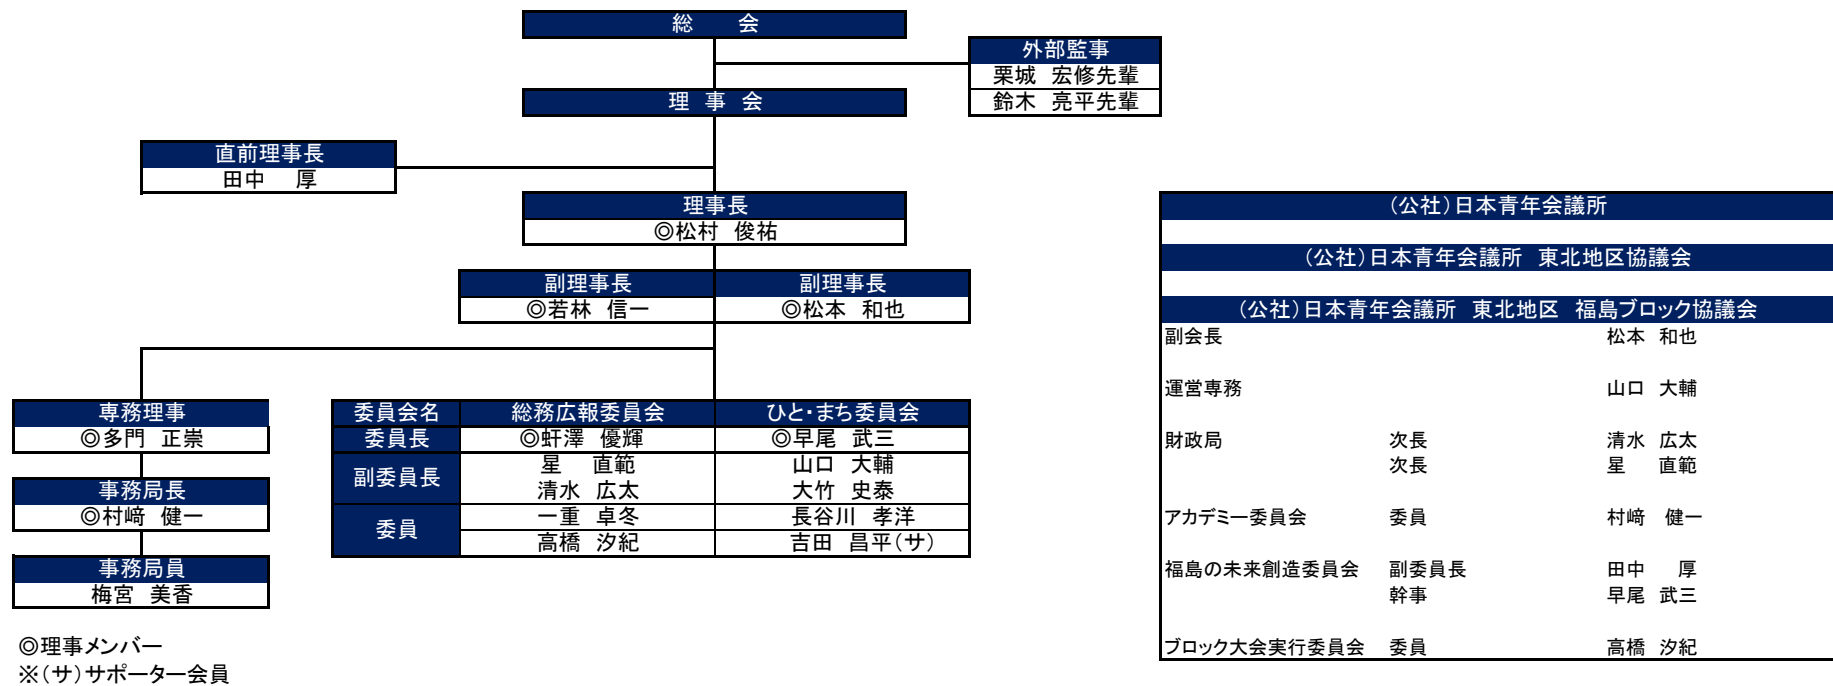 総　会
外部監事
栗城 宏修先輩
鈴木 亮平先輩
理 事 会
直前理事長
田中 厚
理事長
◎松村 俊祐
副理事長 副理事長
◎若林 信一 ◎松本 和也
専務理事
◎多門 正崇
事務局長
◎村﨑 健一
事務局員
梅宮 美香
委員会名 総務広報委員会 ひと・まち委員会
委員長 ◎虷澤 優輝 ◎早尾 武三
副委員長 星 直範 山口 大輔
清水 広太 大竹 史泰
委員 一重 卓冬 長谷川 孝洋
高橋 汐紀 吉田 昌平(サ)
◎理事メンバー
※(サ)サポーター会員
(公社)日本青年会議所
(公社)日本青年会議所 東北地区協議会
(公社)日本青年会議所 東北地区 福島ブロック協議会
副会長 松本 和也
運営専務 山口 大輔
財政局 次長 清水 広太
次長 星 直範
アカデミー委員会 委員 村﨑 健一
福島の未来創造委員会 副委員長 田中 厚
幹事 早尾 武三
ブロック大会実行委員会 委員 高橋 汐紀